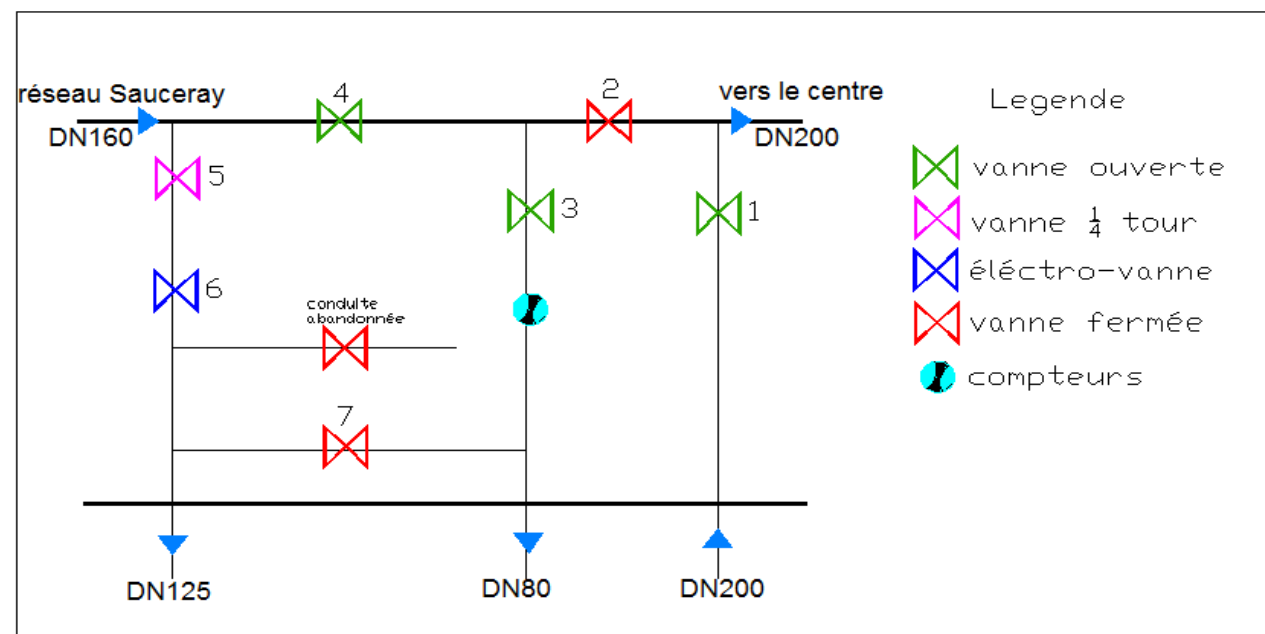 réseau Sauceray
4
2
vers le centre
DN160
DN200
Legende
5
3
1
6
conduite
abandonnée
7
vanne ouverte
vanne 1/4 tour
éléctro-vanne
vanne fermée
compteurs
DN125
DN80
DN200